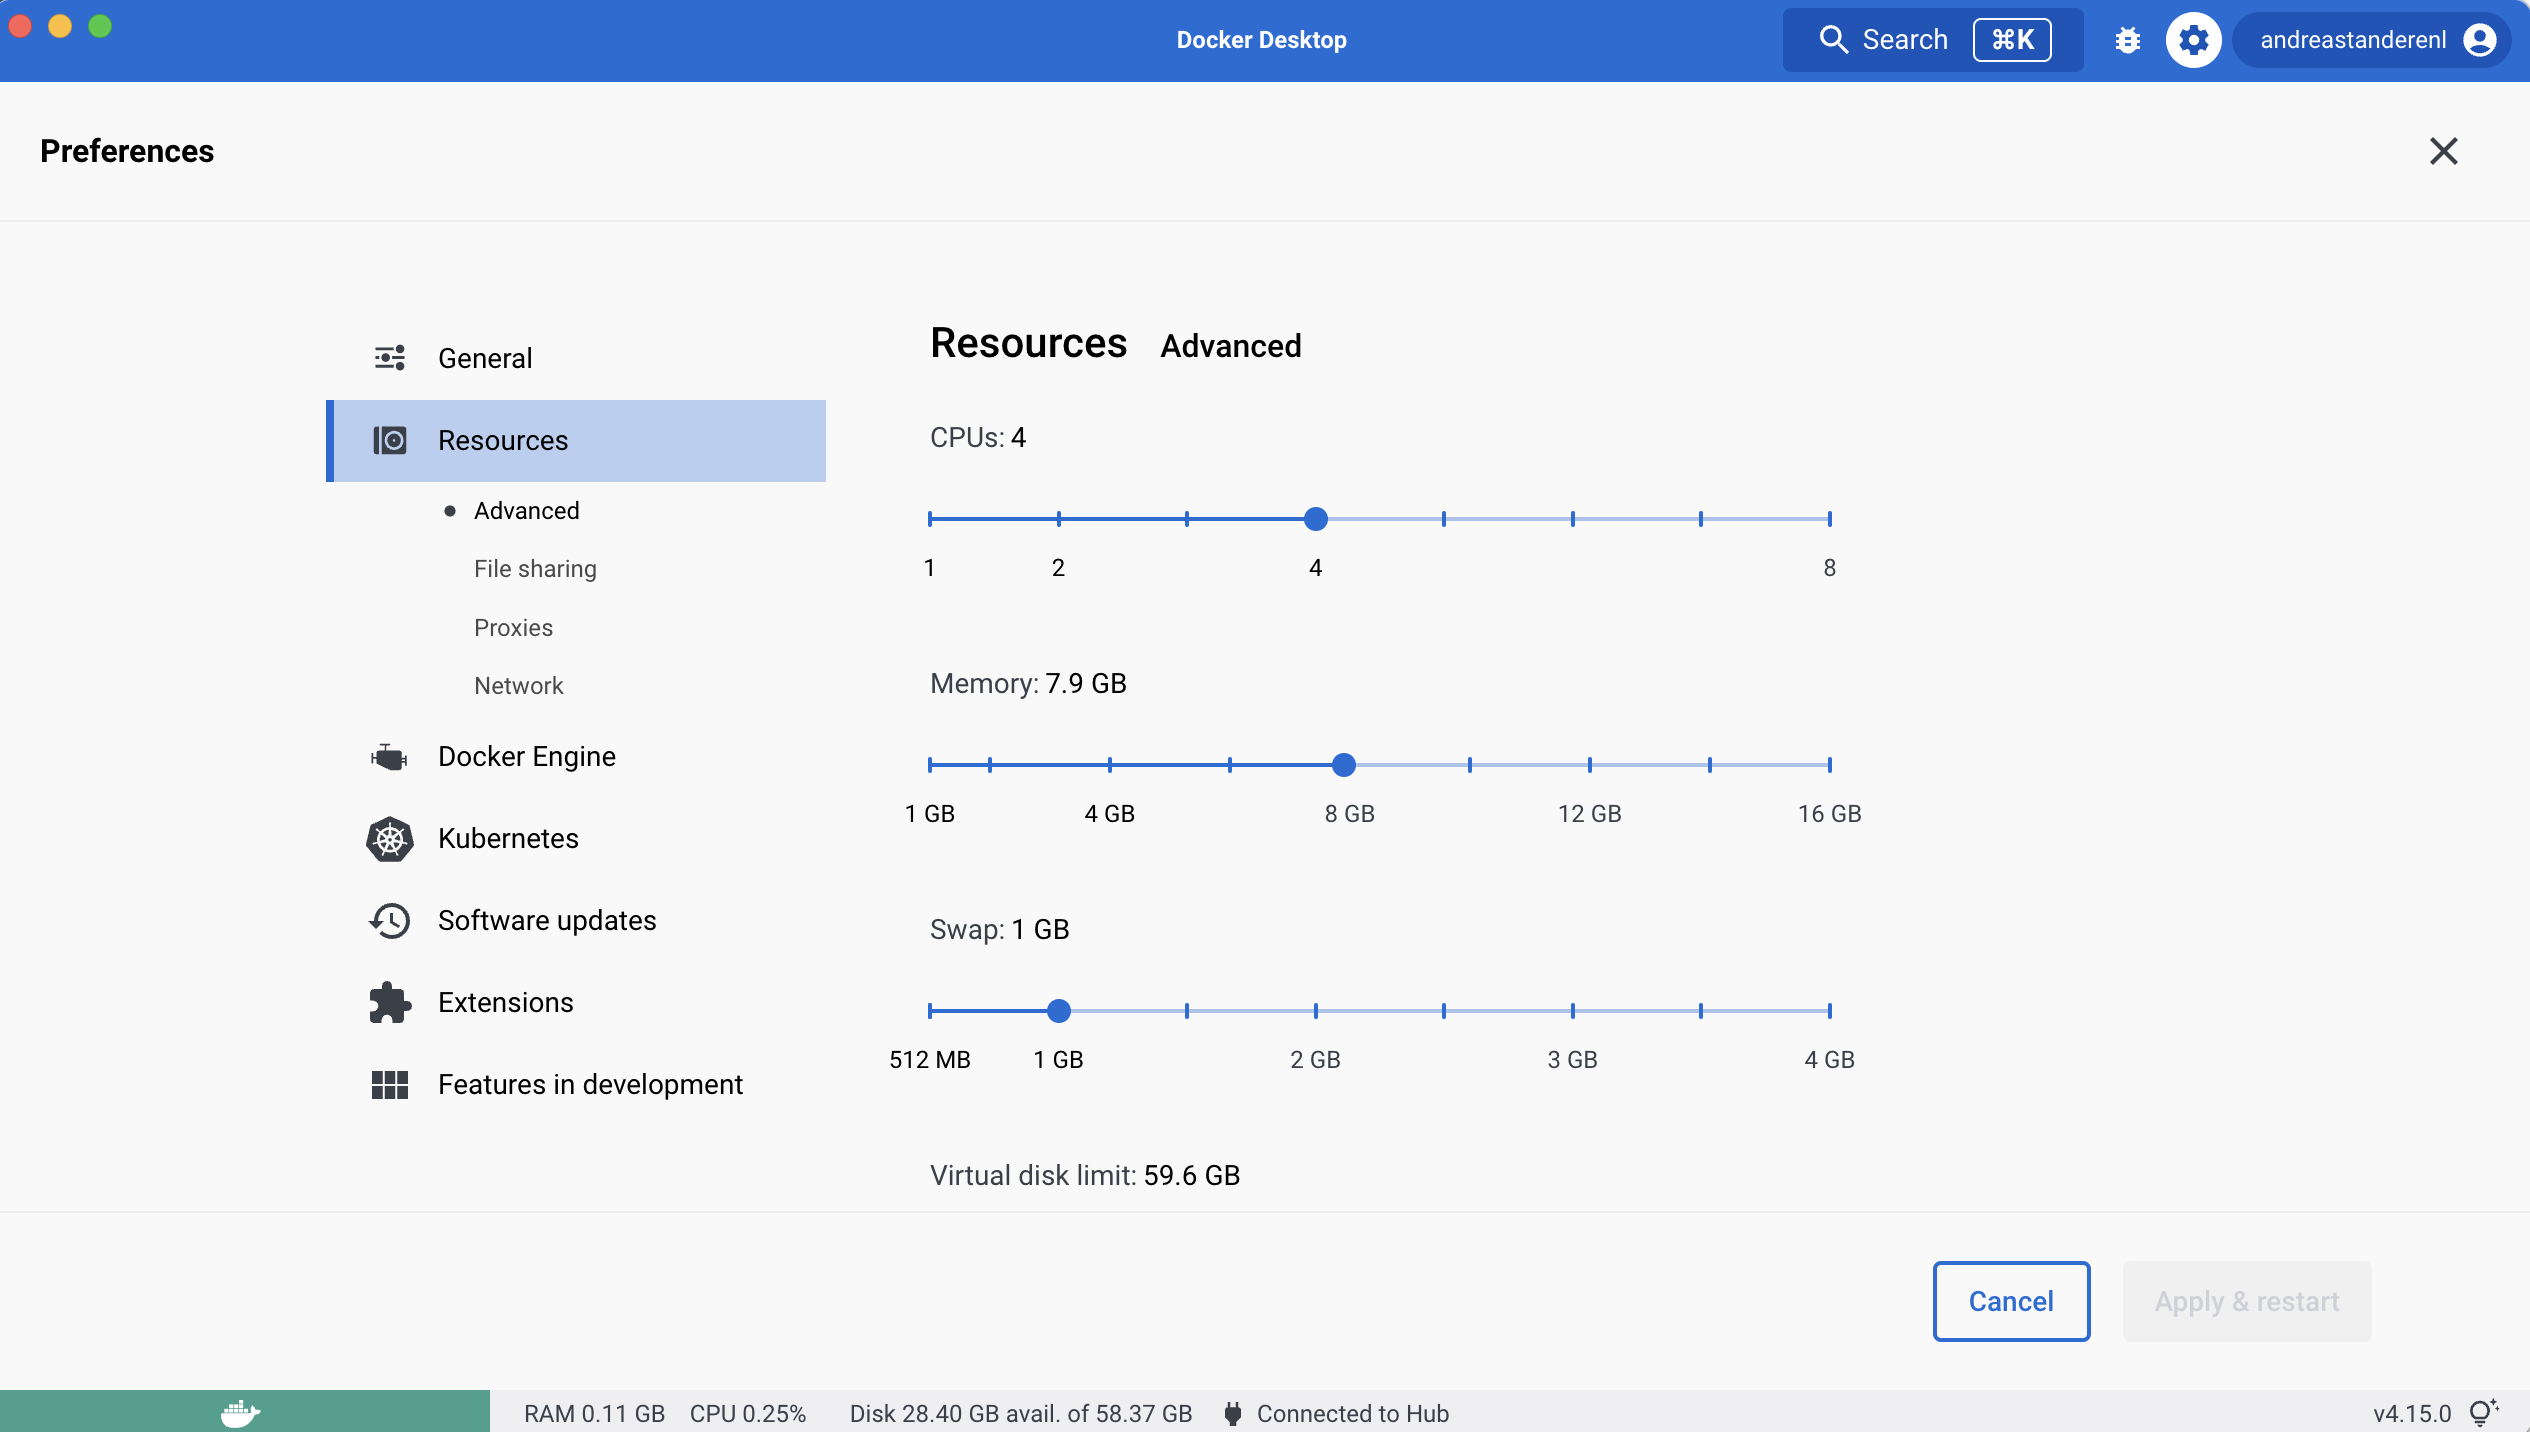 Docker Desktop
Search ⌘K
andreastanderenl
Preferences
General
Resources
Advanced
File sharing
Proxies
Network
Docker Engine
Kubernetes
Software updates
Extensions
Features in development
Resources Advanced
CPUs: 4
1 2 4 8
Memory: 7.9 GB
1 GB 4 GB 8 GB 12 GB 16 GB
Swap: 1 GB
512 MB 1 GB 2 GB 3 GB 4 GB
Virtual disk limit: 59.6 GB
Cancel Apply & restart
RAM 0.11 GB CPU 0.25% Disk 28.40 GB avail. of 58.37 GB Connected to Hub v4.15.0